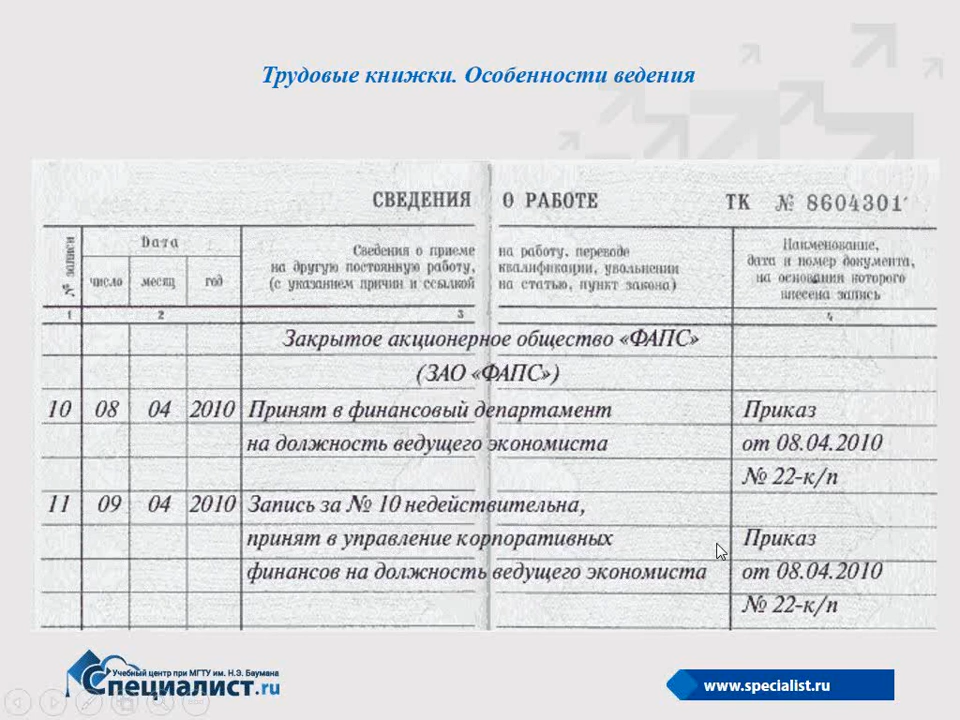 Трудовые книжки. Особенности ведения
СВЕДЕНИЯ О РАБОТЕ ТК № 8604301
№ записи
Дата
число месяц год
Сведения о приеме на работу, переводе
на другую постоянную работу, квалификации, увольнении
(с указанием причин и ссылкой на статью, пункт закона)
Наименование,
дата и номер документа,
на основании которого
внесена запись
1 2 3 4
Закрытое акционерное общество «ФАПС»
(ЗАО «ФАПС»)
10 08 04 2010 Принят в финансовый департамент Приказ
на должность ведущего экономиста от 08.04.2010
№ 22-к/п
11 09 04 2010 Запись за № 10 недействительна,
принят в управление корпоративных Приказ
финансов на должность ведущего экономиста от 08.04.2010
№ 22-к/п
Учебный центр при МГТУ им. Н.Э. Баумана
Специалист.ru
www.specialist.ru